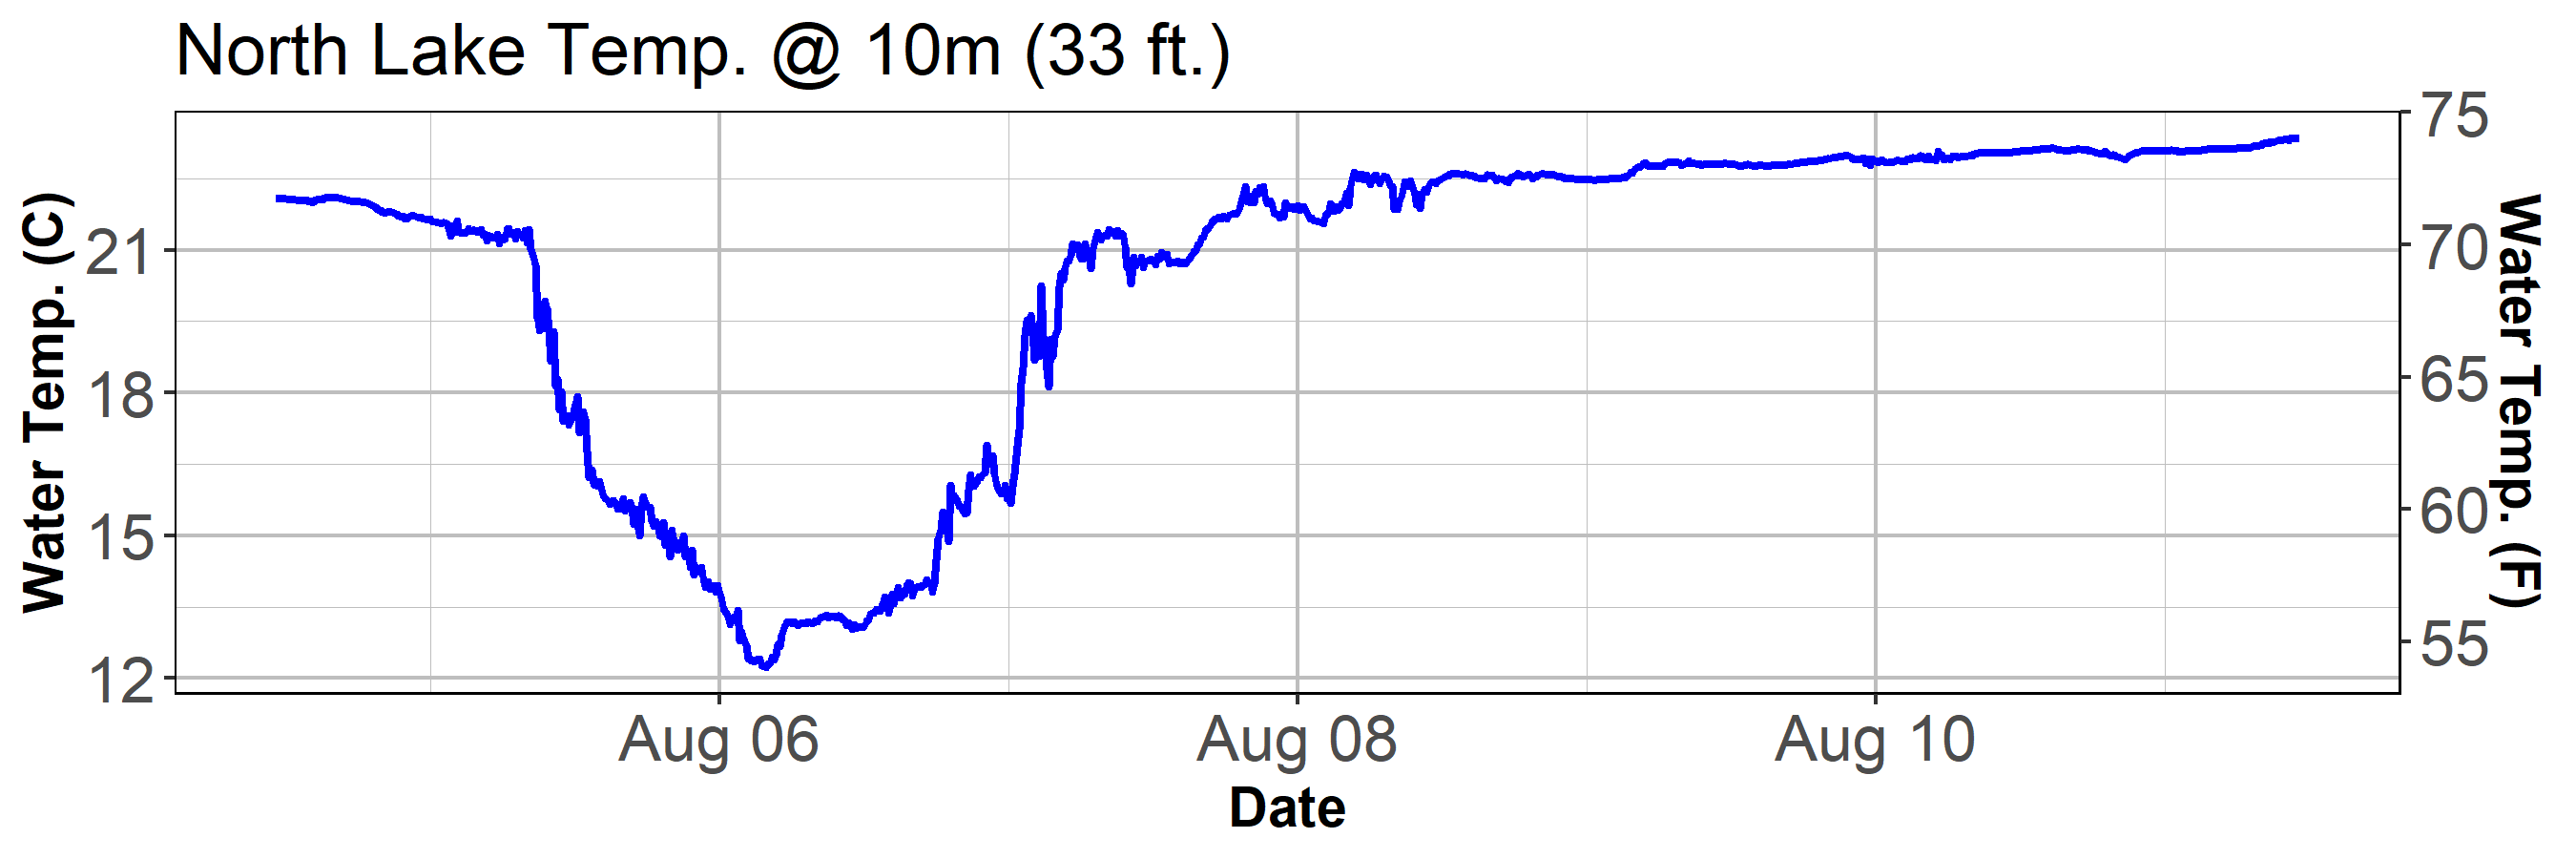 North Lake Temp. @ 10m (33 ft.)
Water Temp. (C)
21
18
15
12
75
70
65
60
55
Water Temp. (F)
Aug 06
Aug 08
Aug 10
Date